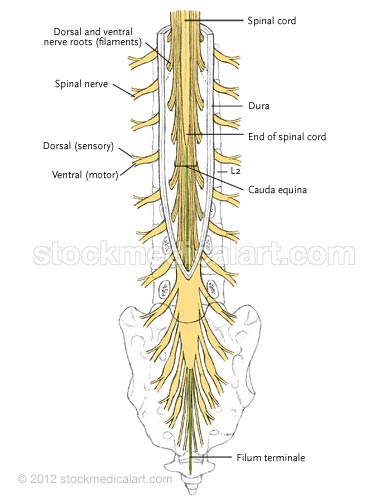 Spinal cord
Dorsal and ventral
nerve roots (filaments)
Spinal nerve
Dura
End of spinal cord
Dorsal (sensory)
L2
Ventral (motor)
Cauda equina
stockmedicalart.com
Filum terminale
© 2012 stockmedicalart.com